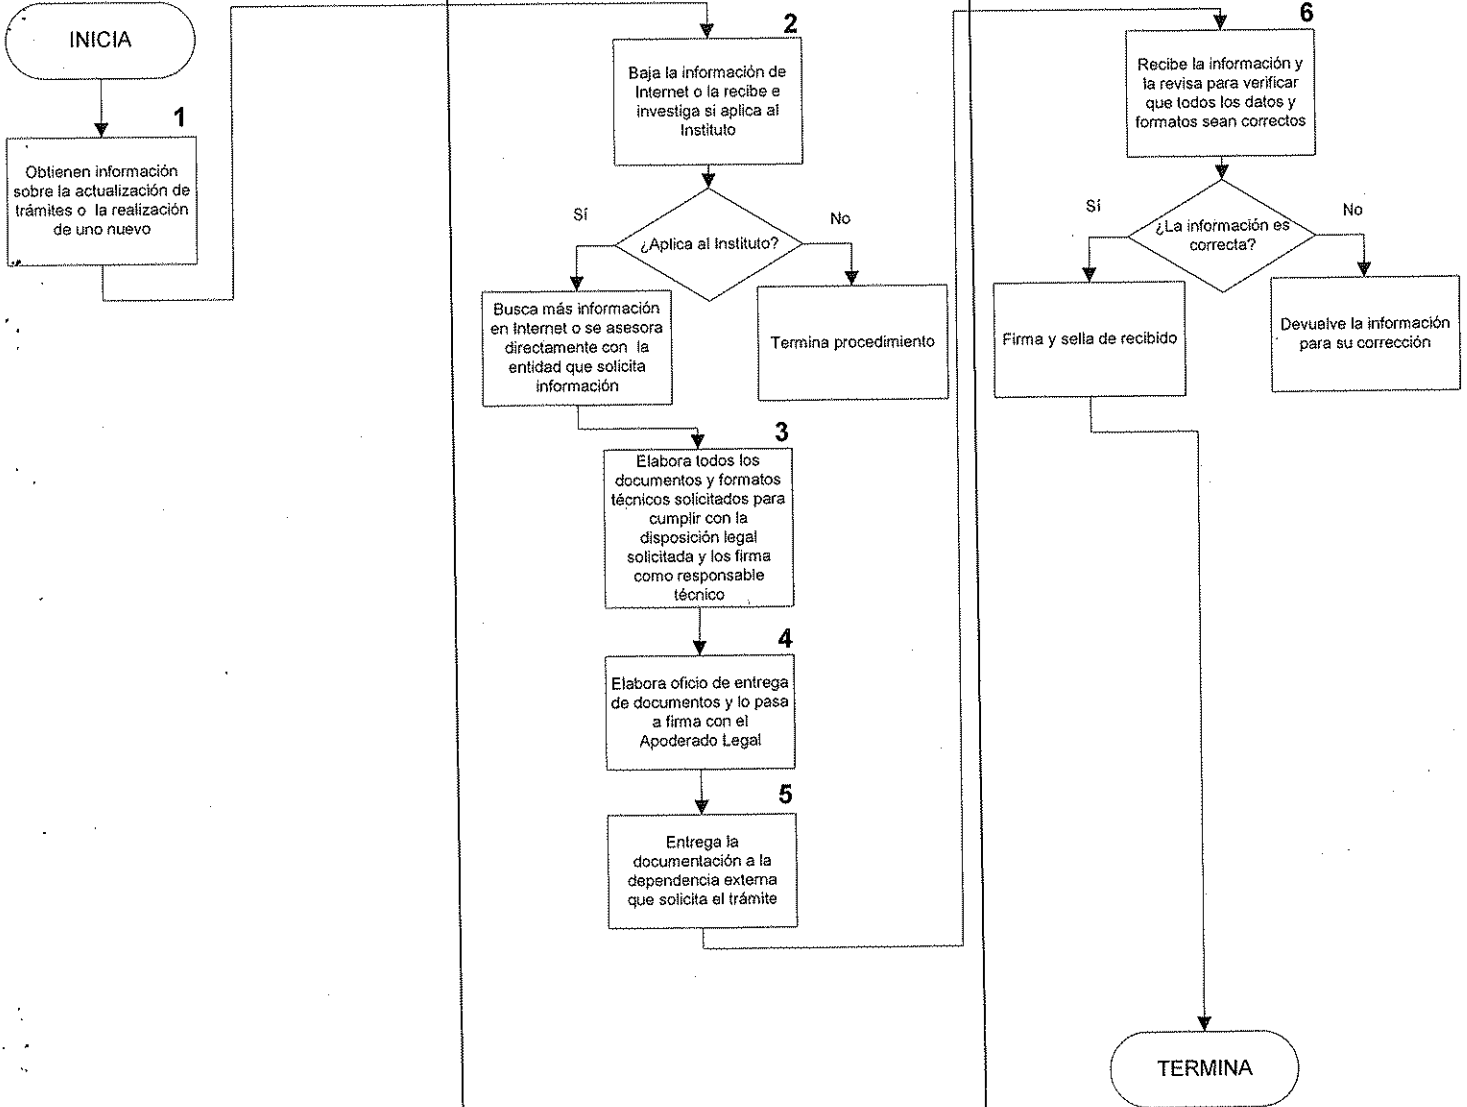 INICIA
1
Obtienen información
sobre la actualización de
trámites o la realización
de uno nuevo
2
Baja la información de
Internet o la recibe e
investiga si aplica al
Instituto
Sí
¿Aplica al Instituto?
No
Busca más información
en Internet o se asesora
directamente con la
entidad que solicita
información
Termina procedimiento
3
Elabora todos los
documentos y formatos
técnicos solicitados para
cumplir con la
disposición legal
solicitada y los firma
como responsable
técnico
4
Elabora oficio de entrega
de documentos y lo pasa
a firma con el
Apoderado Legal
5
Entrega la
documentación a la
dependencia externa
que solicita el trámite
6
Recibe la información y
la revisa para verificar
que todos los datos y
formatos sean correctos
Sí
¿La información es
correcta?
No
Firma y sella de recibido
Devuelve la información
para su corrección
TERMINA